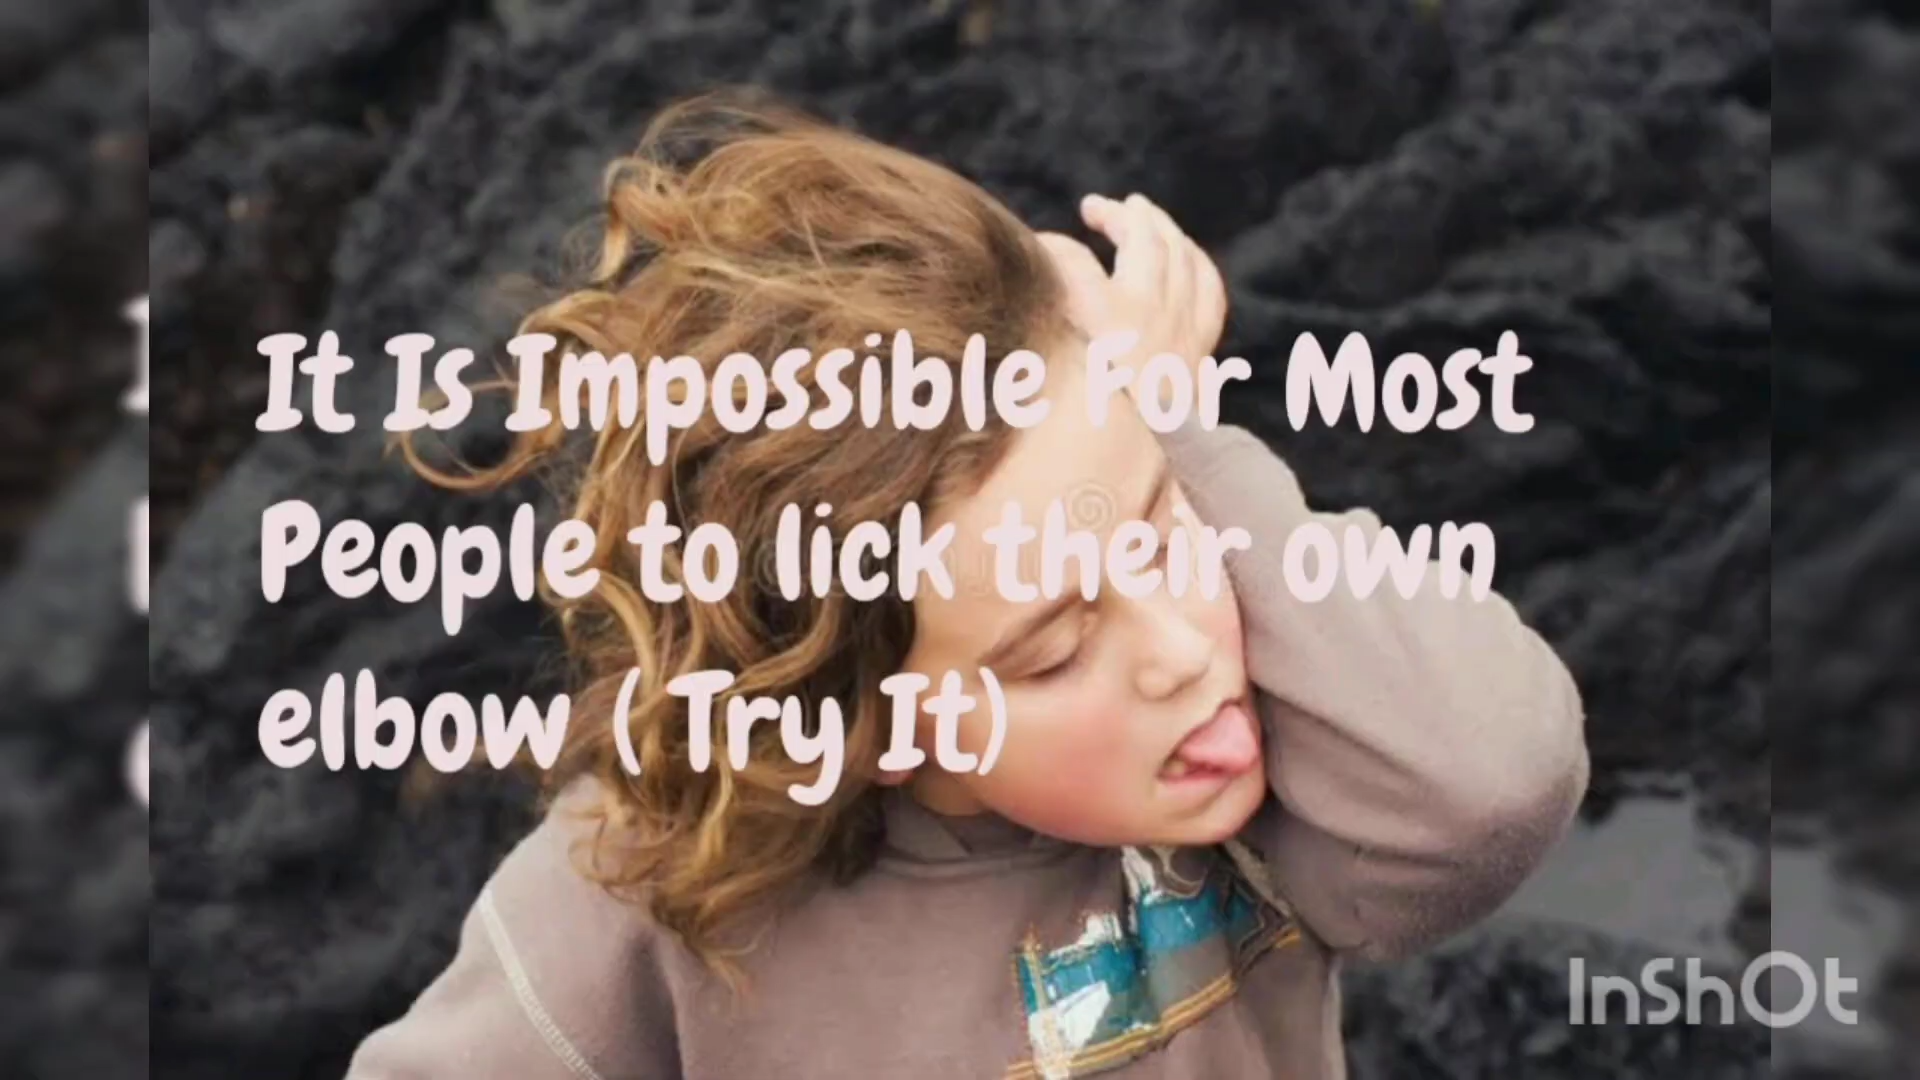 It Is Impossible For Most
People to lick their own
elbow ( Try It)
InShOt